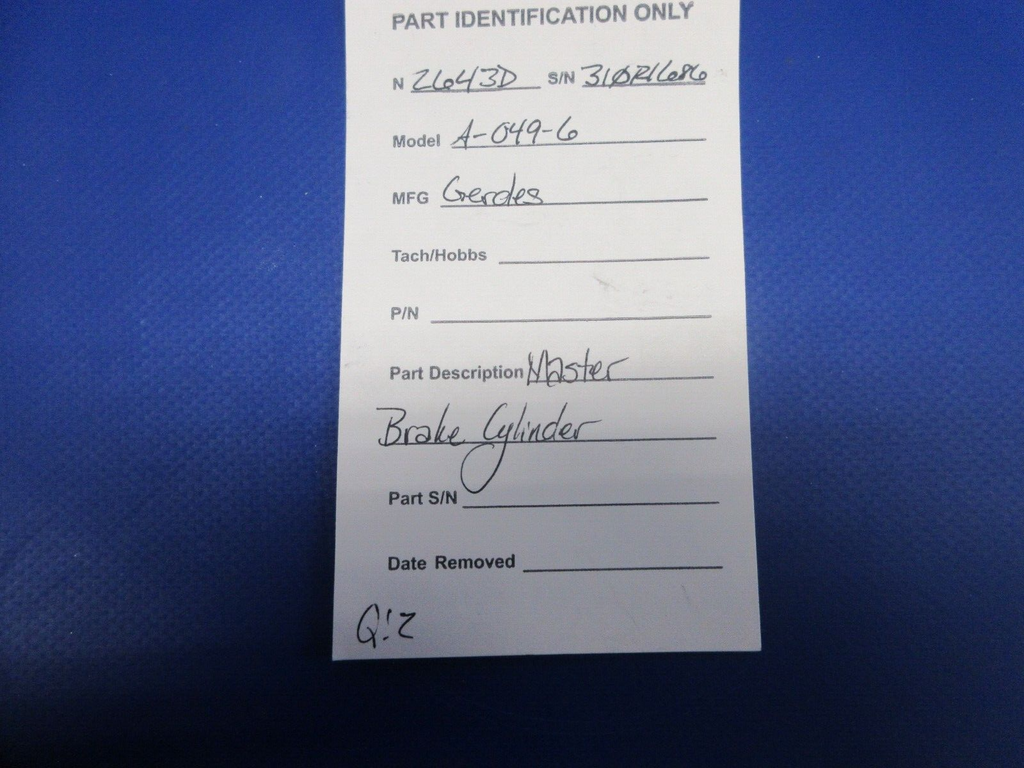 PART IDENTIFICATION ONLY
N 2643D S/N 310R1686
Model A-049-6
MFG Gerdes
Tach/Hobbs
P/N
Part Description Master
Brake Cylinder
Part S/N
Date Removed
Q:2